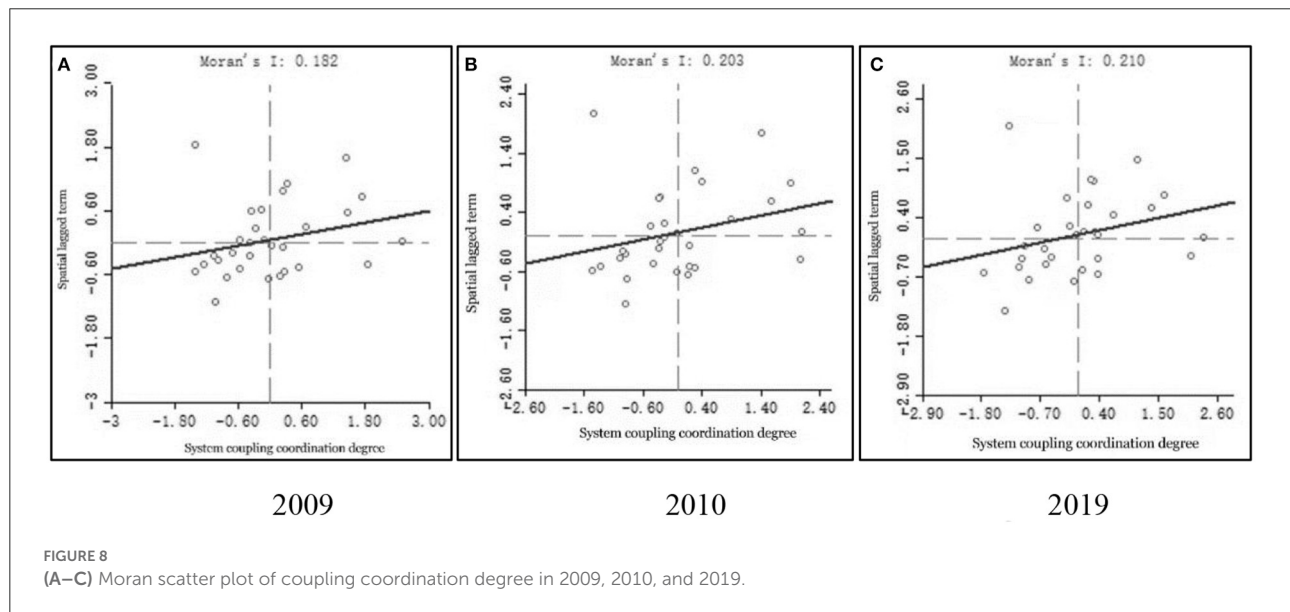 A
Moran's I: 0.182
3.00
1.80
0.60
-0.60
-1.80
-3
Spatial lagged term
-3 -1.80 -0.60 0.60 1.80 3.00
System coupling coordination degree
B
Moran's I: 0.203
2.40
1.40
0.40
-0.60
-1.60
-2.60
Spatial lagged term
-2.60 -1.60 -0.60 0.40 1.40 2.40
System coupling coordination degree
C
Moran's I: 0.210
2.60
1.50
0.40
-0.70
-1.80
-2.90
Spatial lagged term
-2.90 -1.80 -0.70 0.40 1.50 2.60
System coupling coordination degree
2009 2010 2019
FIGURE 8
(A–C) Moran scatter plot of coupling coordination degree in 2009, 2010, and 2019.